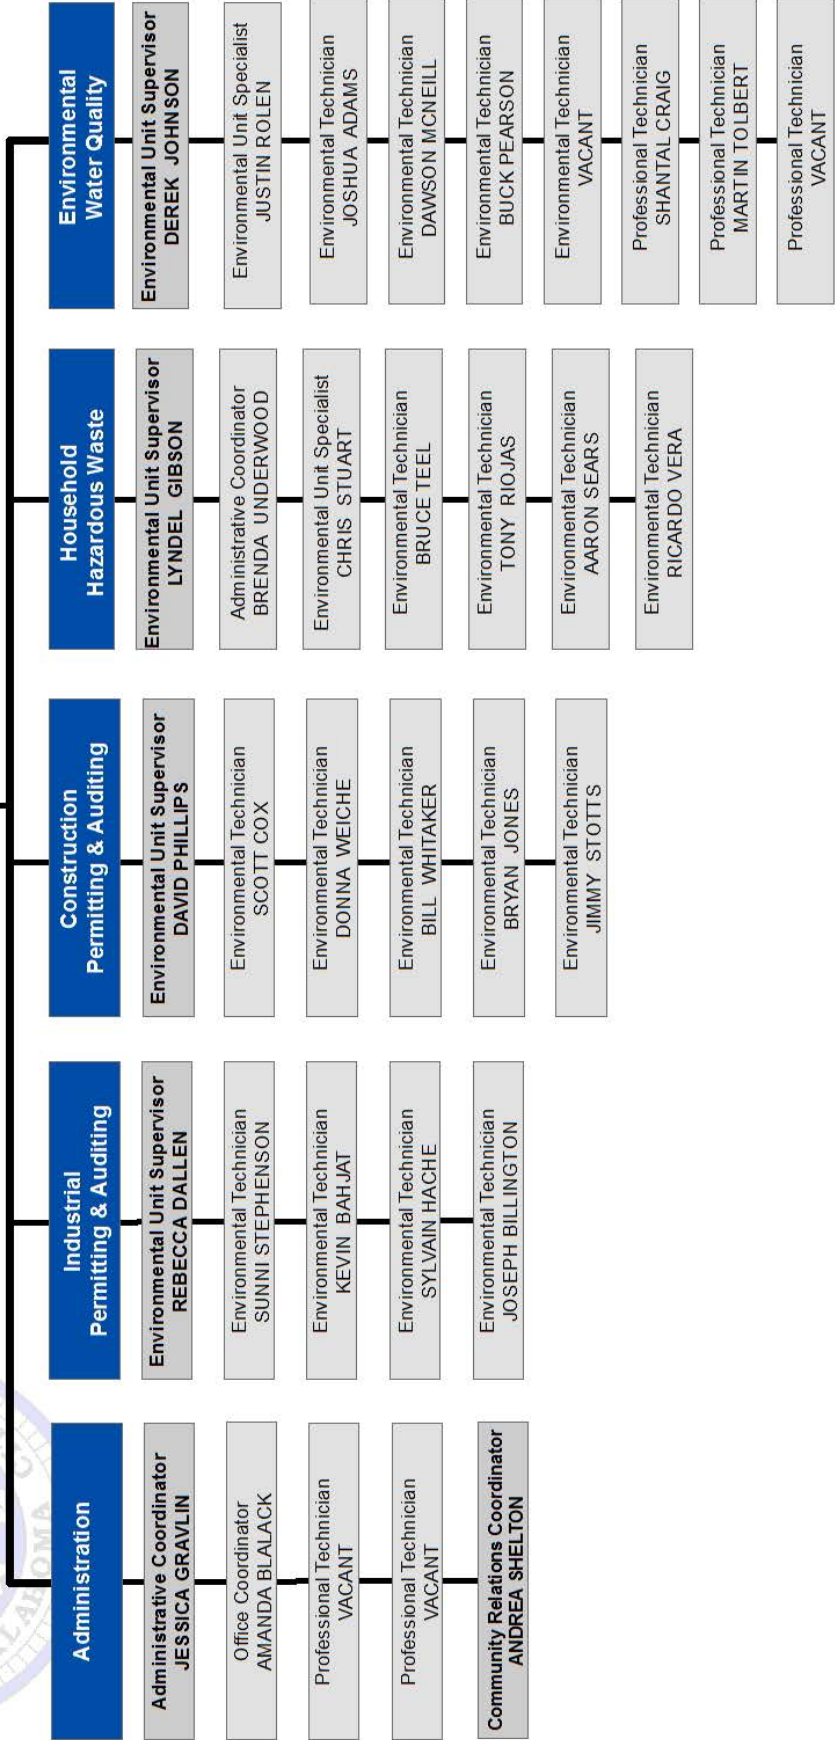 Administration
Administrative Coordinator
JESSICA GRAVLIN
Office Coordinator
AMANDA BLALACK
Professional Technician
VACANT
Professional Technician
VACANT
Community Relations Coordinator
ANDREA SHELTON
Industrial
Permitting & Auditing
Environmental Unit Supervisor
REBECCA DALLEN
Environmental Technician
SUNNI STEPHENSON
Environmental Technician
KEVIN BAHJAT
Environmental Technician
SYLVAIN HACHE
Environmental Technician
JOSEPH BILLINGTON
Construction
Permitting & Auditing
Environmental Unit Supervisor
DAVID PHILLIPS
Environmental Technician
SCOTT COX
Environmental Technician
DONNA WEICHE
Environmental Technician
BILL WHITAKER
Environmental Technician
BRYAN JONES
Environmental Technician
JIMMY STOTTS
Household
Hazardous Waste
Environmental Unit Supervisor
LYNDEL GIBSON
Administrative Coordinator
BRENDA UNDERWOOD
Environmental Unit Specialist
CHRIS STUART
Environmental Technician
BRUCE TEEL
Environmental Technician
TONY RIOJAS
Environmental Technician
AARON SEARS
Environmental Technician
RICARDO VERA
Environmental
Water Quality
Environmental Unit Supervisor
DEREK JOHNSON
Environmental Unit Specialist
JUSTIN ROLEN
Environmental Technician
JOSHUA ADAMS
Environmental Technician
DAWSON MCNEILL
Environmental Technician
BUCK PEARSON
Environmental Technician
VACANT
Professional Technician
SHANTAL CRAIG
Professional Technician
MARTIN TOLBERT
Professional Technician
VACANT